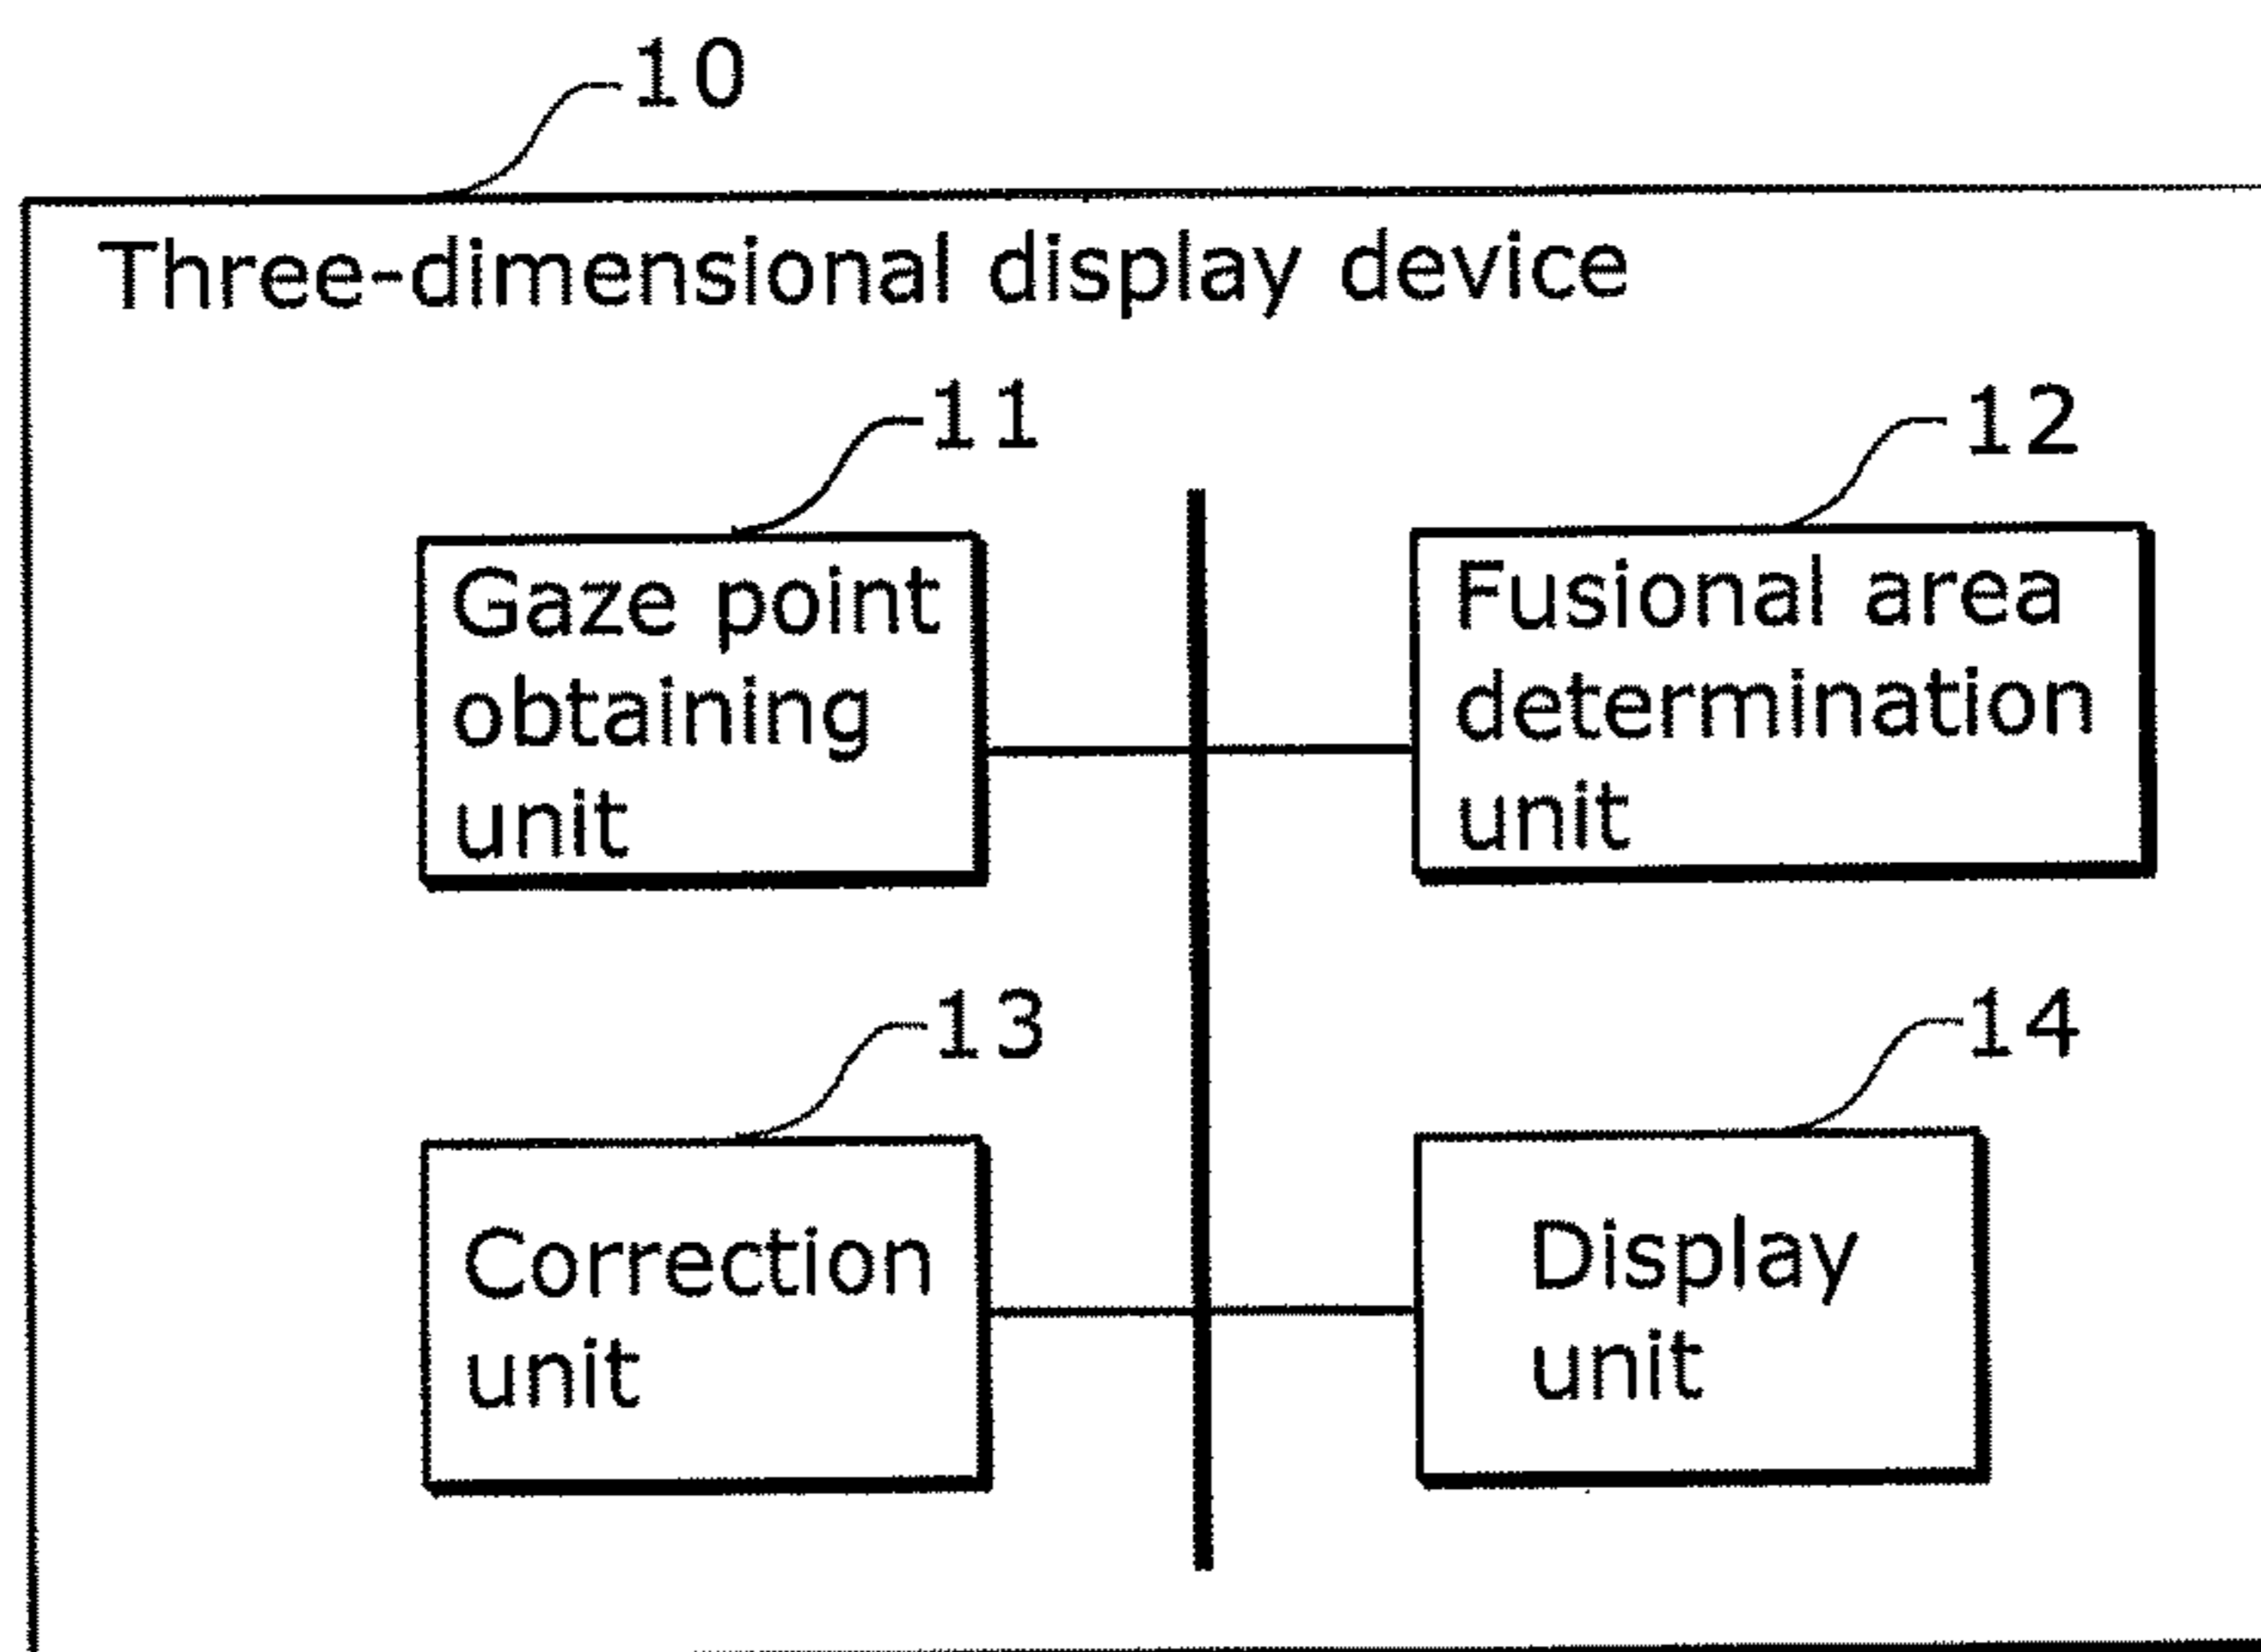 10
Three-dimensional display device
11
12
Gaze point
obtaining
unit
Fusional area
determination
unit
13
14
Correction
unit
Display
unit